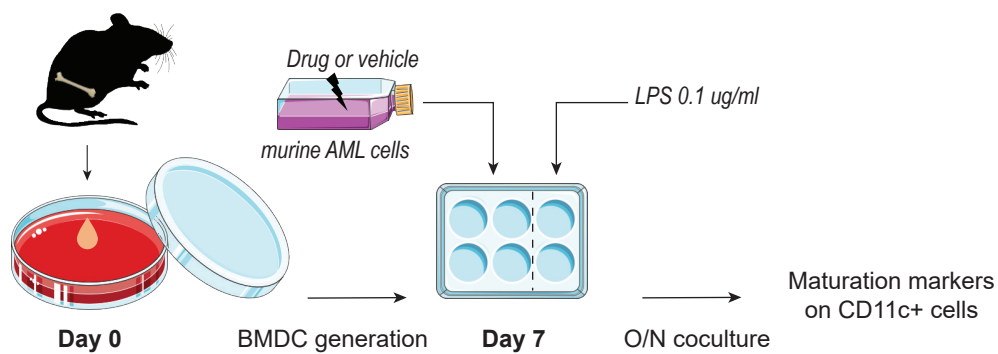 Drug or vehicle
LPS 0.1 ug/ml
murine AML cells
Maturation markers
on CD11c+ cells
Day 0
BMDC generation
Day 7
O/N coculture